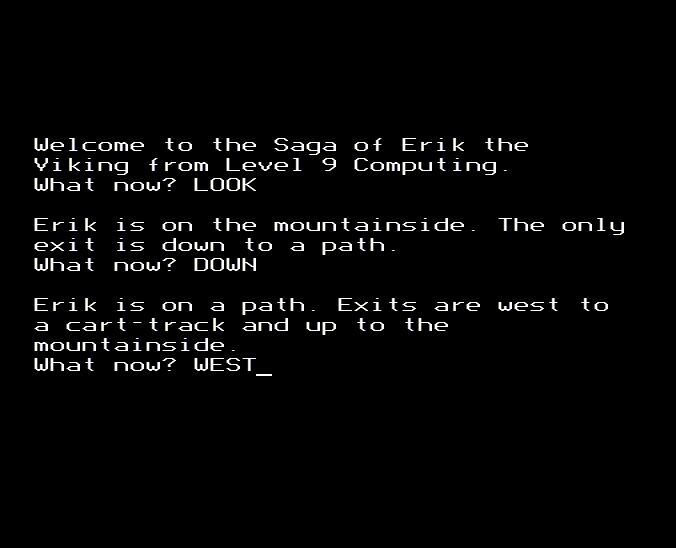 Welcome to the Saga of Erik the
Viking from Level 9 Computing.
What now? LOOK
Erik is on the mountainside. The only
exit is down to a path.
What now? DOWN
Erik is on a path. Exits are west to
a cart-track and up to the
mountainside.
What now? WEST_